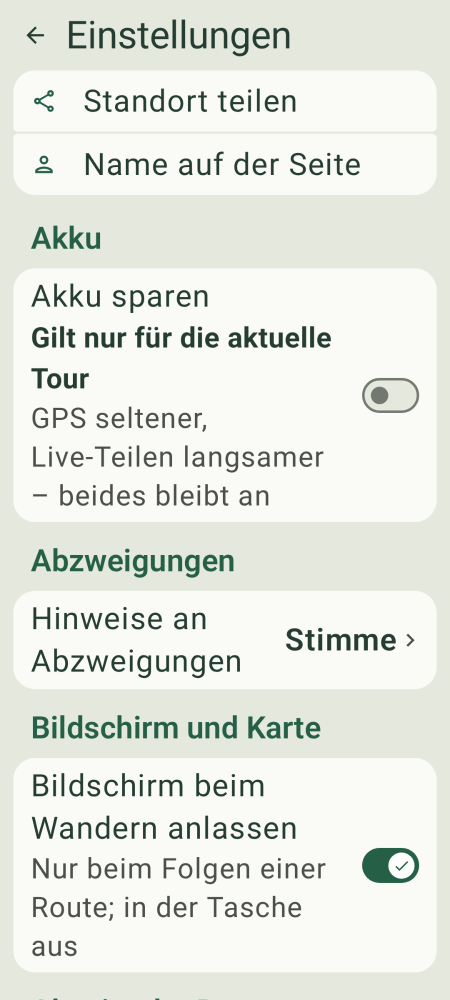 Einstellungen
Standort teilen
Name auf der Seite
Akku
Akku sparen
Gilt nur für die aktuelle
Tour
GPS seltener,
Live-Teilen langsamer
– beides bleibt an
Abzweigungen
Hinweise an
Abzweigungen
Stimme
Bildschirm und Karte
Bildschirm beim
Wandern anlassen
Nur beim Folgen einer
Route; in der Tasche
aus